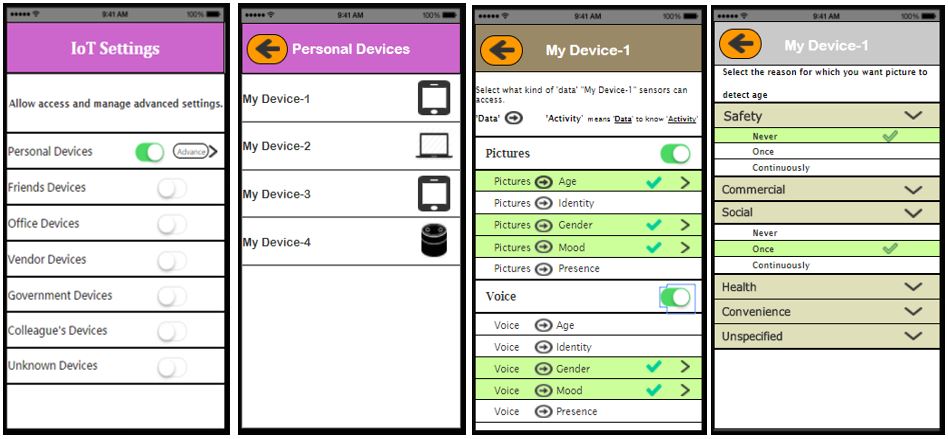 9:41 AM 100%
IoT Settings
Allow access and manage advanced settings.
Personal Devices Advance
Friends Devices
Office Devices
Vendor Devices
Government Devices
Colleague's Devices
Unknown Devices
9:41 AM 100%
Personal Devices
My Device-1
My Device-2
My Device-3
My Device-4
9:41 AM 100%
My Device-1
Select what kind of 'data' "My Device-1" sensors can
access.
'Data' 'Activity' means 'Data' to know 'Activity'
Pictures
Pictures Age
Pictures Identity
Pictures Gender
Pictures Mood
Pictures Presence
Voice
Voice Age
Voice Identity
Voice Gender
Voice Mood
Voice Presence
9:41 AM 100%
My Device-1
Select the reason for which you want picture to
detect age
Safety
Never
Once
Continuously
Commercial
Social
Never
Once
Continuously
Health
Convenience
Unspecified